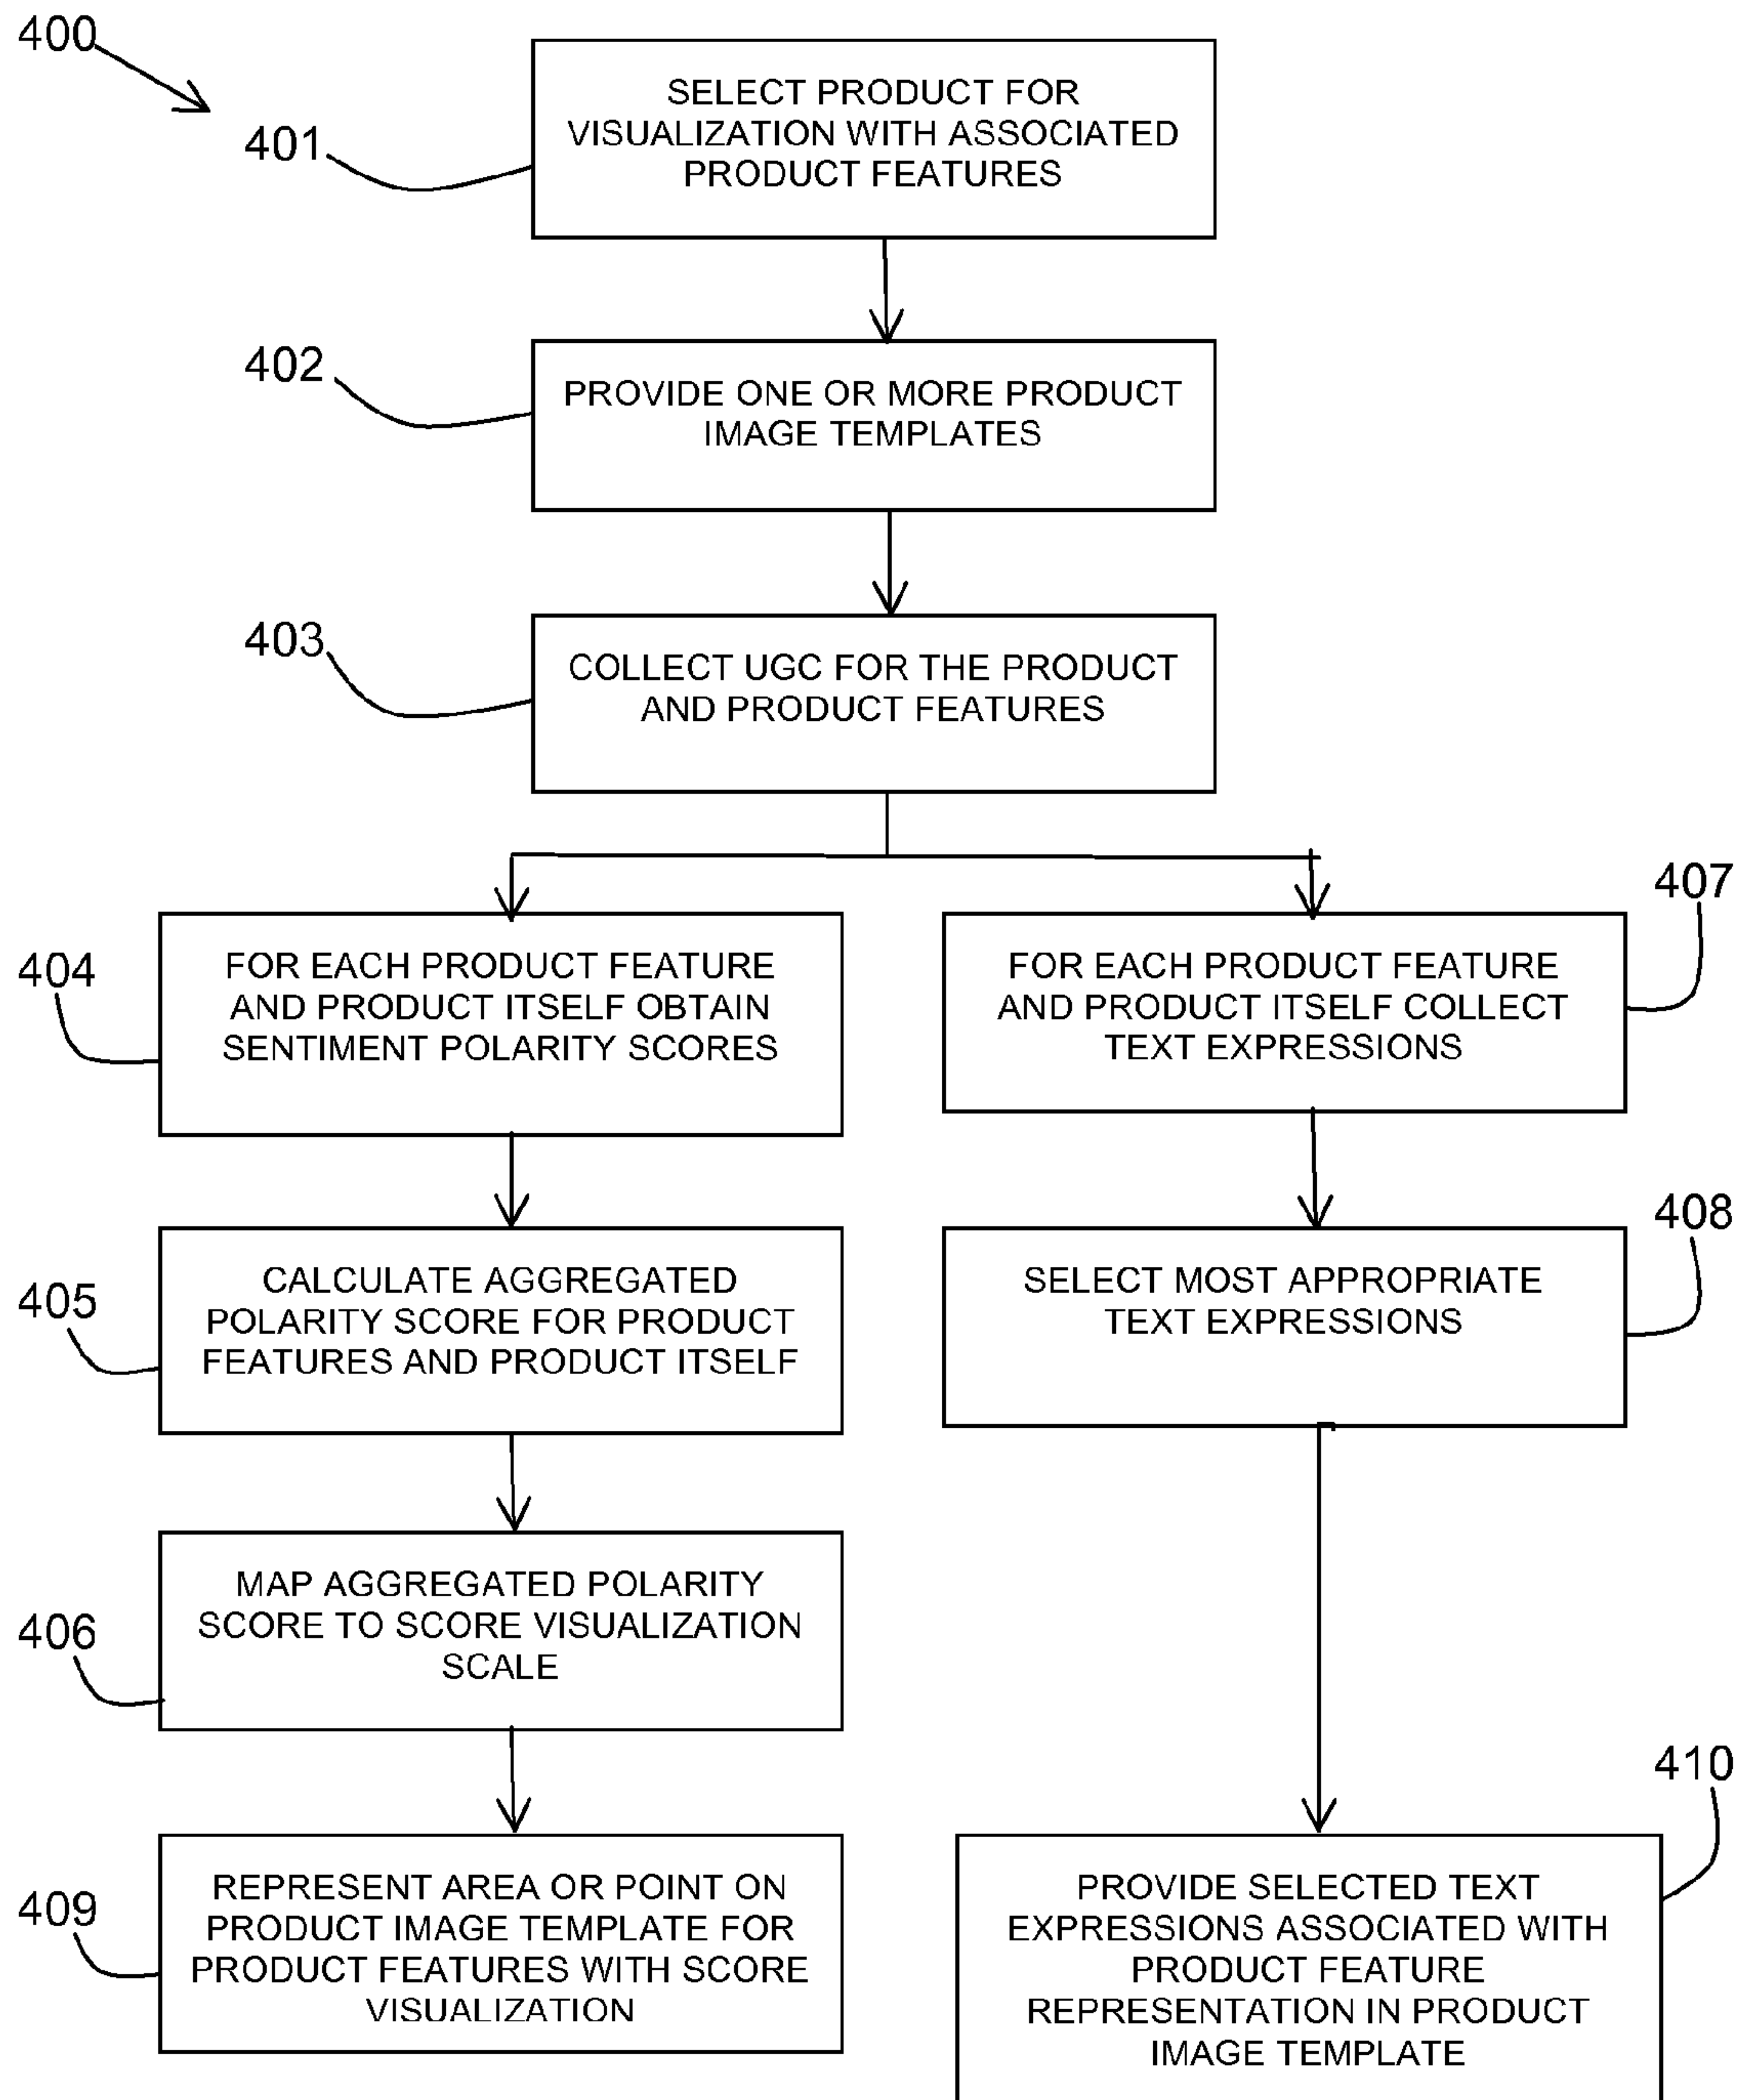 400
401
SELECT PRODUCT FOR
VISUALIZATION WITH ASSOCIATED
PRODUCT FEATURES
402
PROVIDE ONE OR MORE PRODUCT
IMAGE TEMPLATES
403
COLLECT UGC FOR THE PRODUCT
AND PRODUCT FEATURES
404
FOR EACH PRODUCT FEATURE
AND PRODUCT ITSELF OBTAIN
SENTIMENT POLARITY SCORES
407
FOR EACH PRODUCT FEATURE
AND PRODUCT ITSELF COLLECT
TEXT EXPRESSIONS
405
CALCULATE AGGREGATED
POLARITY SCORE FOR PRODUCT
FEATURES AND PRODUCT ITSELF
408
SELECT MOST APPROPRIATE
TEXT EXPRESSIONS
406
MAP AGGREGATED POLARITY
SCORE TO SCORE VISUALIZATION
SCALE
409
REPRESENT AREA OR POINT ON
PRODUCT IMAGE TEMPLATE FOR
PRODUCT FEATURES WITH SCORE
VISUALIZATION
410
PROVIDE SELECTED TEXT
EXPRESSIONS ASSOCIATED WITH
PRODUCT FEATURE
REPRESENTATION IN PRODUCT
IMAGE TEMPLATE